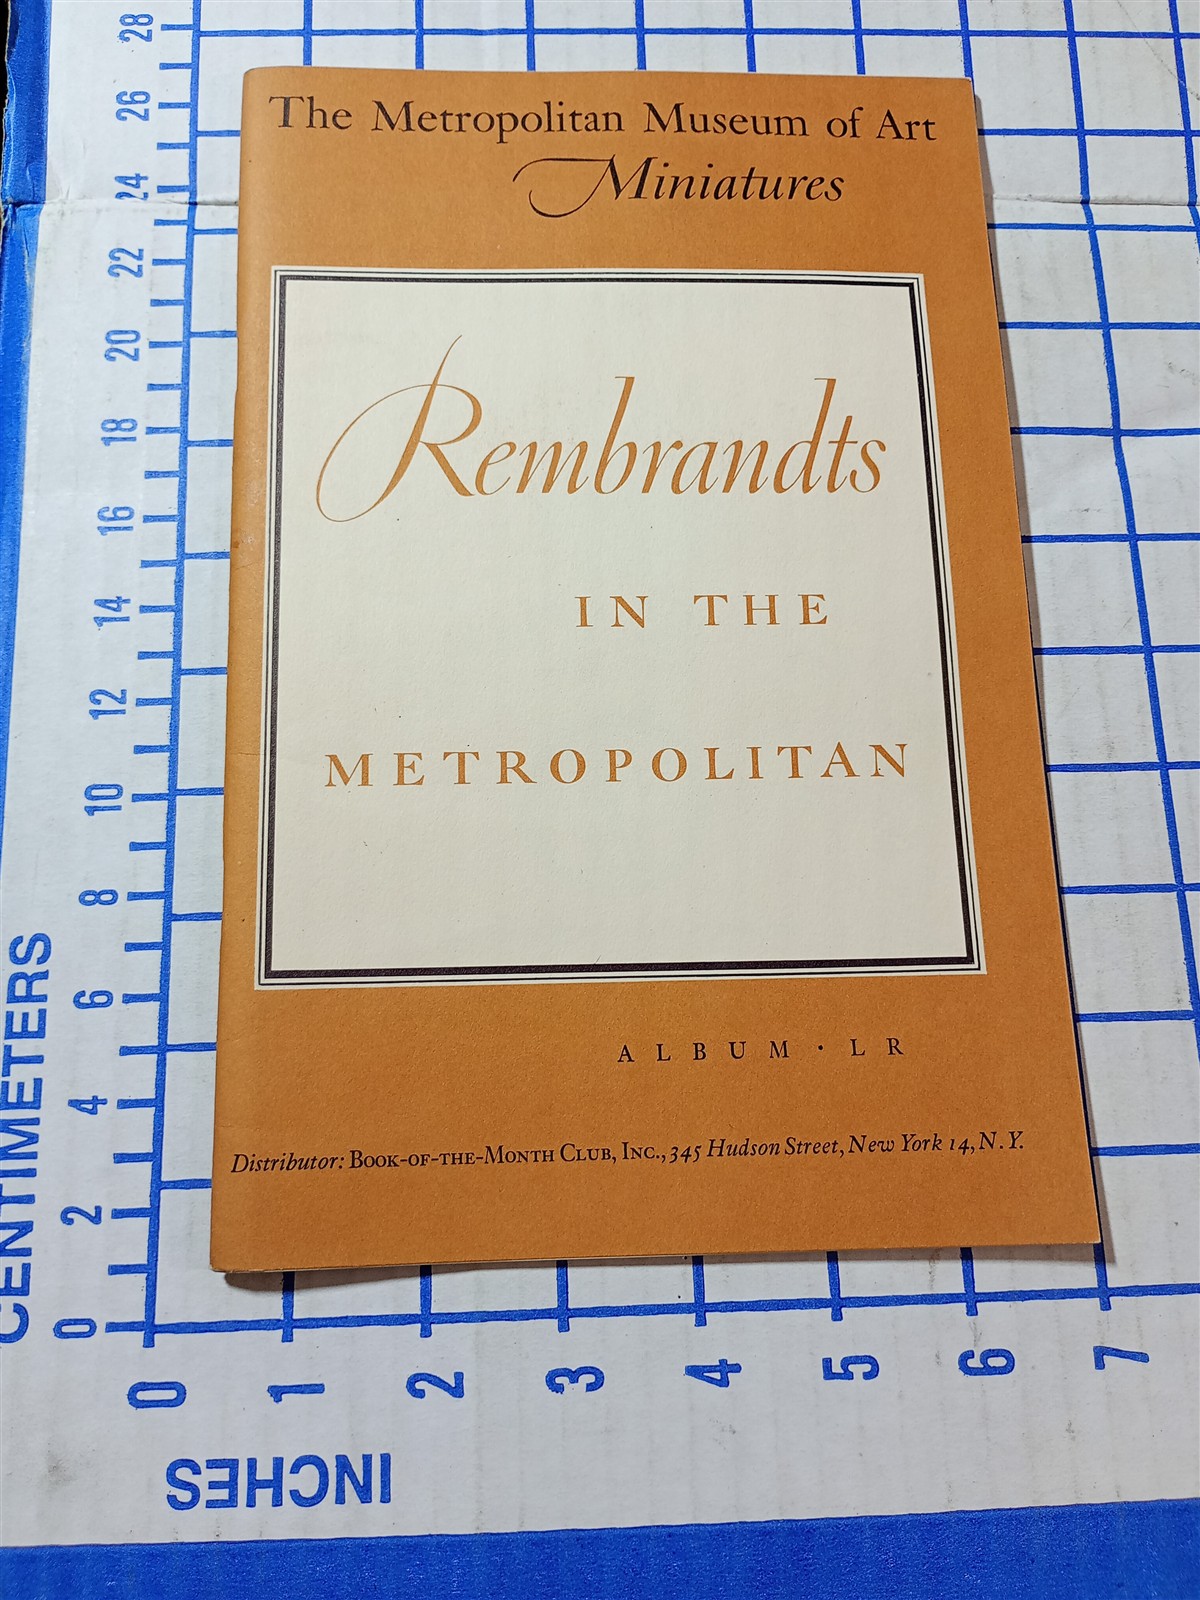 The Metropolitan Museum of Art
Miniatures
Rembrandts
IN THE
METROPOLITAN
ALBUM · LR
Distributor: BOOK-OF-THE-MONTH CLUB, INC., 345 Hudson Street, New York 14, N.Y.
28
26
24
22
20
18
16
14
12
10
8
6
4
2
0
CENTIMETERS
0 1 2 3 4 5 6 7
INCHES